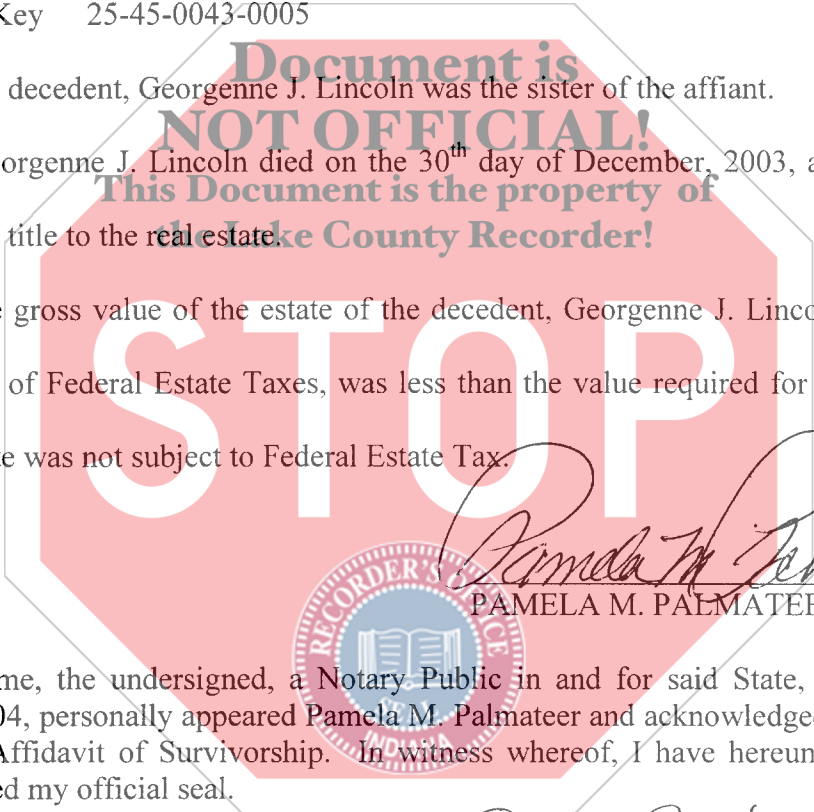 Key 25-45-0043-0005
Document is
decedent, Georgenne J. Lincoln was the sister of the affiant.
NOT OFFICIAL!
orgenne J. Lincoln died on the 30th day of December, 2003, a
This Document is the property of
title to the real estate.
the Lake County Recorder!
gross value of the estate of the decedent, Georgenne J. Linco
STOP
of Federal Estate Taxes, was less than the value required for
e was not subject to Federal Estate Tax.
Pamela M
PAMELA M. PALMATEER
RECORDER'S OFFICE
INDIANA
me, the undersigned, a Notary Public in and for said State,
04, personally appeared Pamela M. Palmateer and acknowledged
Affidavit of Survivorship. In witness whereof, I have hereun
ed my official seal.